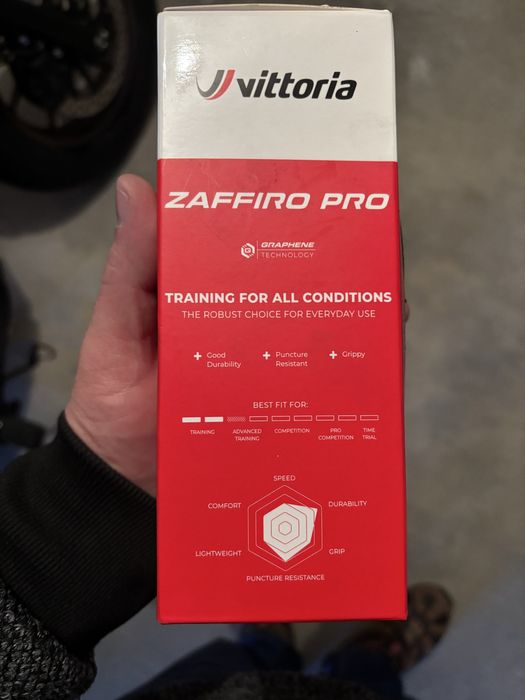 vittoria
ZAFFIRO PRO
G GRAPHENE
TECHNOLOGY
TRAINING FOR ALL CONDITIONS
THE ROBUST CHOICE FOR EVERYDAY USE
+ Good Durability
+ Puncture Resistant
+ Grippy
BEST FIT FOR:
TRAINING
ADVANCED TRAINING
COMPETITION
PRO COMPETITION
TIME TRIAL
SPEED
COMFORT
DURABILITY
LIGHTWEIGHT
GRIP
PUNCTURE RESISTANCE